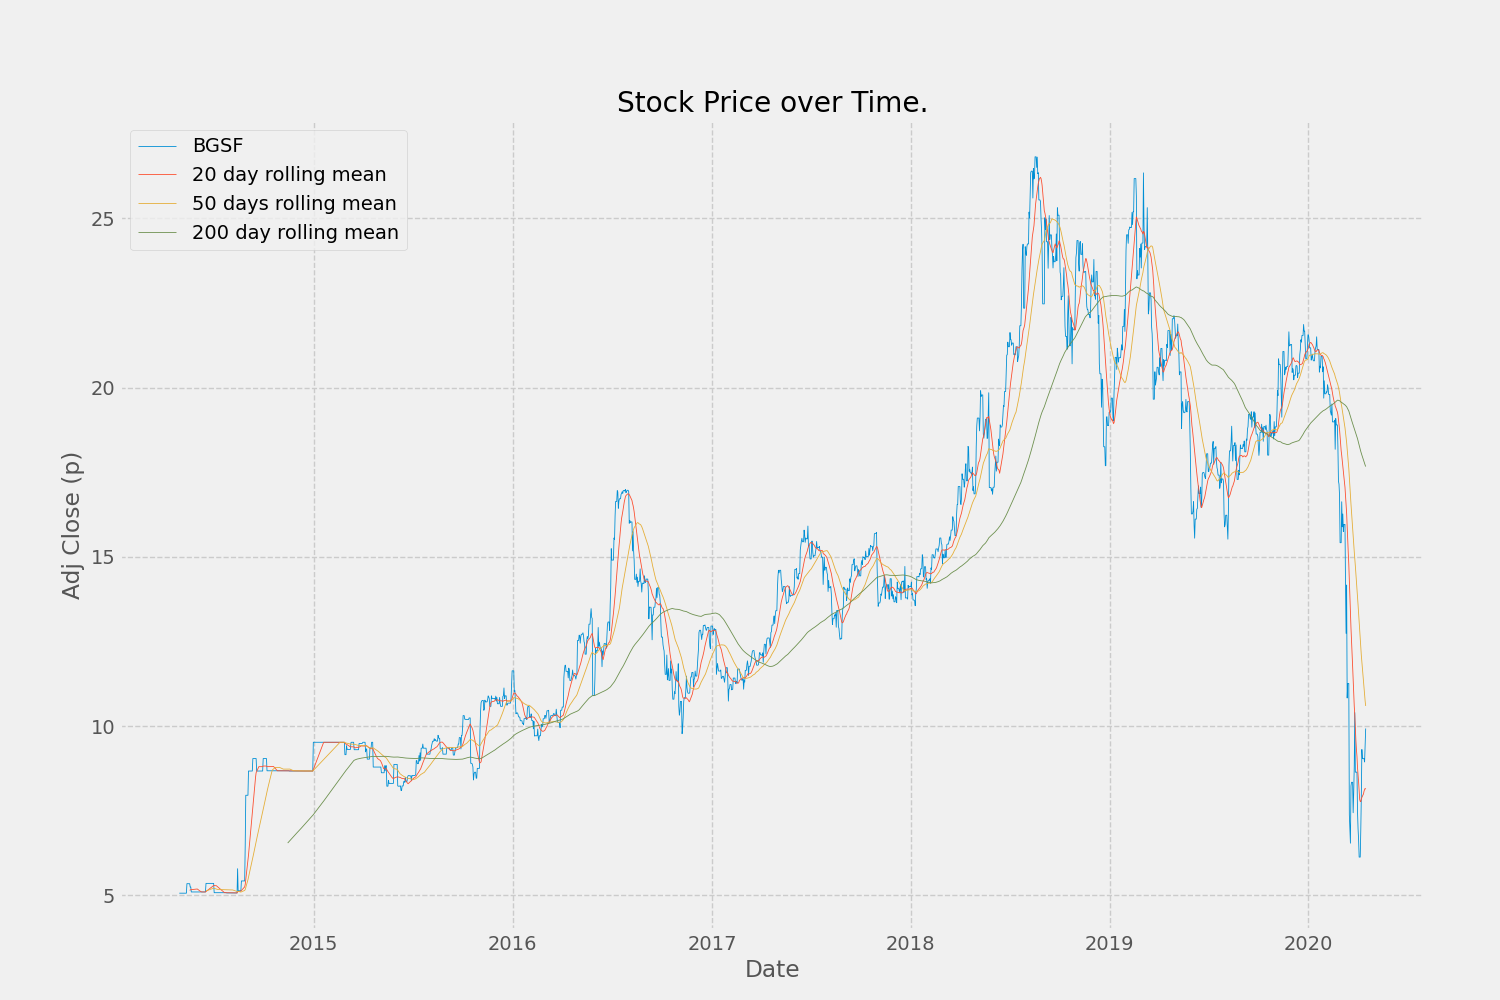 Stock Price over Time.
BGSF
20 day rolling mean
50 days rolling mean
200 day rolling mean
Adj Close (p)
25
20
15
10
5
2015 2016 2017 2018 2019 2020
Date